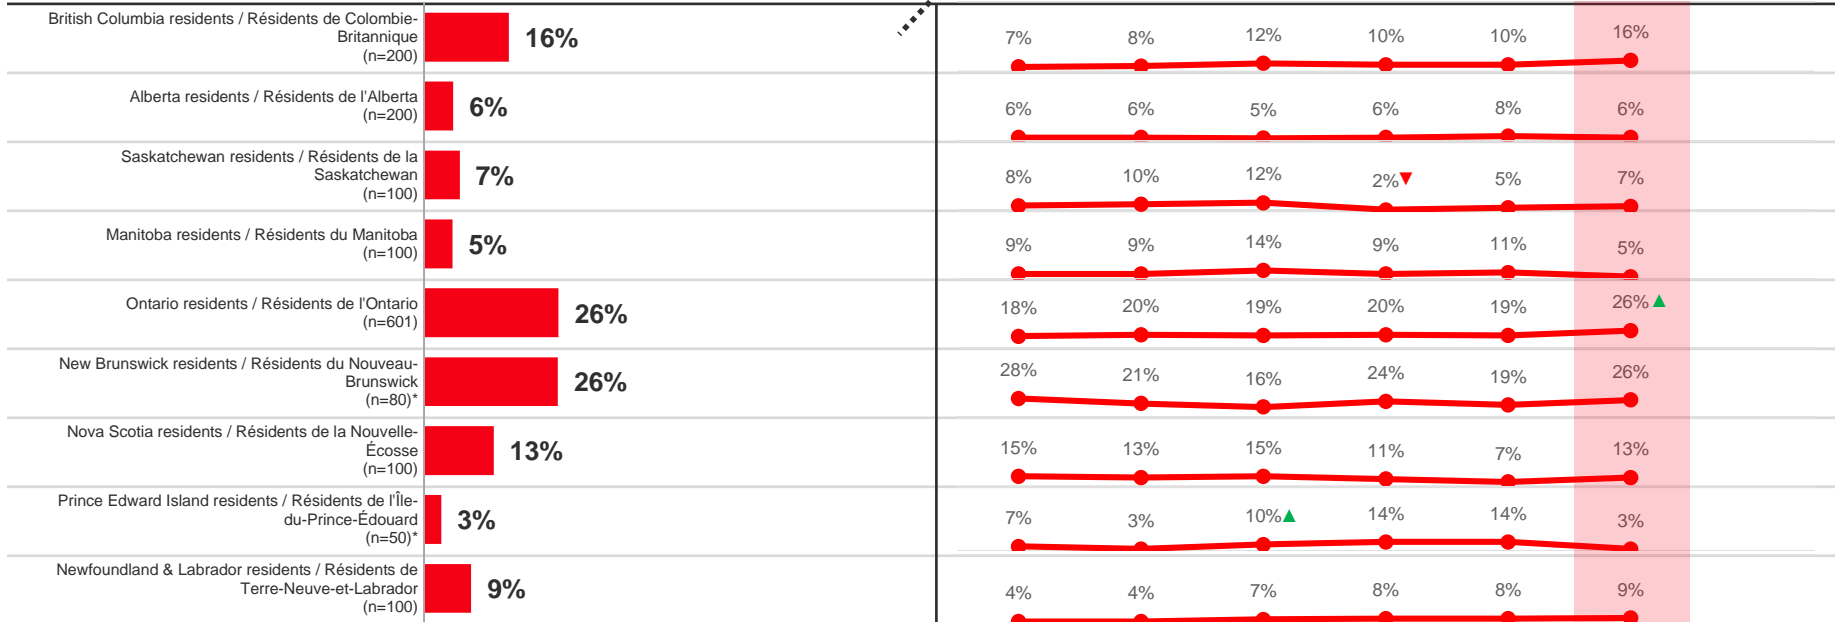 British Columbia residents / Résidents de Colombie-
Britannique
(n=200)
16%
7% 8% 12% 10% 10% 16%
Alberta residents / Résidents de l'Alberta
(n=200)
6%
6% 6% 5% 6% 8% 6%
Saskatchewan residents / Résidents de la
Saskatchewan
(n=100)
7%
8% 10% 12% 2%▼ 5% 7%
Manitoba residents / Résidents du Manitoba
(n=100)
5%
9% 9% 14% 9% 11% 5%
Ontario residents / Résidents de l'Ontario
(n=601)
26%
18% 20% 19% 20% 19% 26% ▲
New Brunswick residents / Résidents du Nouveau-
Brunswick
(n=80)*
26%
28% 21% 16% 24% 19% 26%
Nova Scotia residents / Résidents de la Nouvelle-
Écosse
(n=100)
13%
15% 13% 15% 11% 7% 13%
Prince Edward Island residents / Résidents de l'Île-
du-Prince-Édouard
(n=50)*
3%
7% 3% 10%▲ 14% 14% 3%
Newfoundland & Labrador residents / Résidents de
Terre-Neuve-et-Labrador
(n=100)
9%
4% 4% 7% 8% 8% 9%